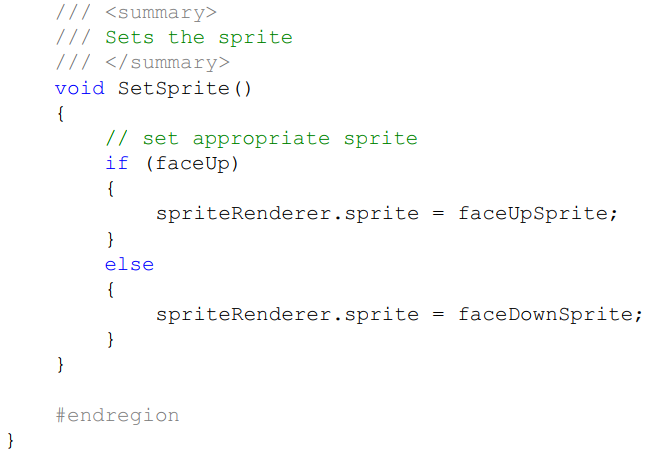 /// <summary>
/// Sets the sprite
/// </summary>
void SetSprite()
{
// set appropriate sprite
if (faceUp)
{
spriteRenderer.sprite = faceUpSprite;
}
else
{
spriteRenderer.sprite = faceDownSprite;
}
}
#endregion
}